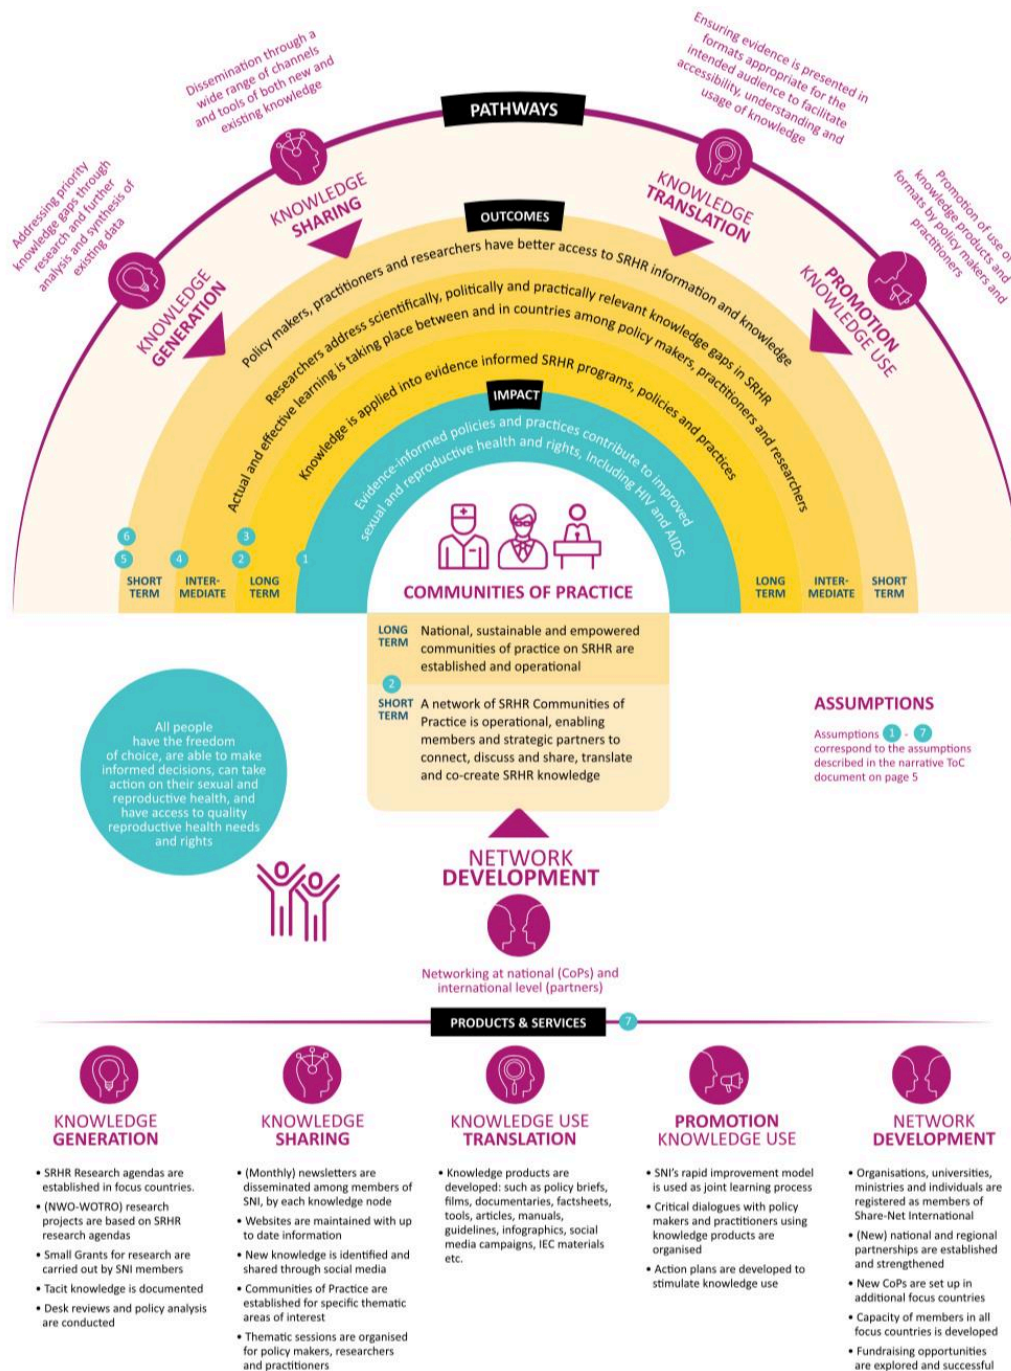 Dissemination through a
wide range of channels
and tools of both new and
existing knowledge
Ensuring evidence is presented in
formats appropriate for the
intended audience to facilitate
accessibility, understanding and
usage of knowledge
PATHWAYS
Addressing priority
knowledge gaps through
research and further
analysis and synthesis of
existing data
Promotion of use of
knowledge products and
formats by policy makers and
practitioners
KNOWLEDGE
SHARING
KNOWLEDGE
TRANSLATION
KNOWLEDGE
GENERATION
PROMOTION
KNOWLEDGE USE
OUTCOMES
Policy makers, practitioners and researchers have better access to SRHR information and knowledge
Researchers address scientifically, politically and practically relevant knowledge gaps in SRHR
Actual and effective learning is taking place between and in countries among policy makers, practitioners and researchers
Knowledge is applied into evidence informed SRHR programs, policies and practices
IMPACT
Evidence-informed policies and practices contribute to improved
sexual and reproductive health and rights, Including HIV and AIDS
6
3
5
4
2
1
SHORT
TERM
INTER-
MEDIATE
LONG
TERM
LONG
TERM
INTER-
MEDIATE
SHORT
TERM
COMMUNITIES OF PRACTICE
LONG
TERM
National, sustainable and empowered
communities of practice on SRHR are
established and operational
2
SHORT
TERM
A network of SRHR Communities of
Practice is operational, enabling
members and strategic partners to
connect, discuss and share, translate
and co-create SRHR knowledge
All people
have the freedom
of choice, are able to make
informed decisions, can take
action on their sexual and
reproductive health, and
have access to quality
reproductive health needs
and rights
ASSUMPTIONS
Assumptions 1 - 7
correspond to the assumptions
described in the narrative ToC
document on page 5
NETWORK
DEVELOPMENT
Networking at national (CoPs) and
international level (partners)
PRODUCTS & SERVICES 7
KNOWLEDGE
GENERATION
• SRHR Research agendas are
established in focus countries.
• (NWO-WOTRO) research
projects are based on SRHR
research agendas
• Small Grants for research are
carried out by SNI members
• Tacit knowledge is documented
• Desk reviews and policy analysis
are conducted
KNOWLEDGE
SHARING
• (Monthly) newsletters are
disseminated among members of
SNI, by each knowledge node
• Websites are maintained with up
to date information
• New knowledge is identified and
shared through social media
• Communities of Practice are
established for specific thematic
areas of interest
• Thematic sessions are organised
for policy makers, researchers
and practitioners
KNOWLEDGE USE
TRANSLATION
• Knowledge products are
developed: such as policy briefs,
films, documentaries, factsheets,
tools, articles, manuals,
guidelines, infographics, social
media campaigns, IEC materials
etc.
PROMOTION
KNOWLEDGE USE
• SNI's rapid improvement model
is used as joint learning process
• Critical dialogues with policy
makers and practitioners using
knowledge products are
organised
• Action plans are developed to
stimulate knowledge use
NETWORK
DEVELOPMENT
• Organisations, universities,
ministries and individuals are
registered as members of
Share-Net International
• (New) national and regional
partnerships are established
and strengthened
• New CoPs are set up in
additional focus countries
• Capacity of members in all
focus countries is developed
• Fundraising opportunities
are explored and successful